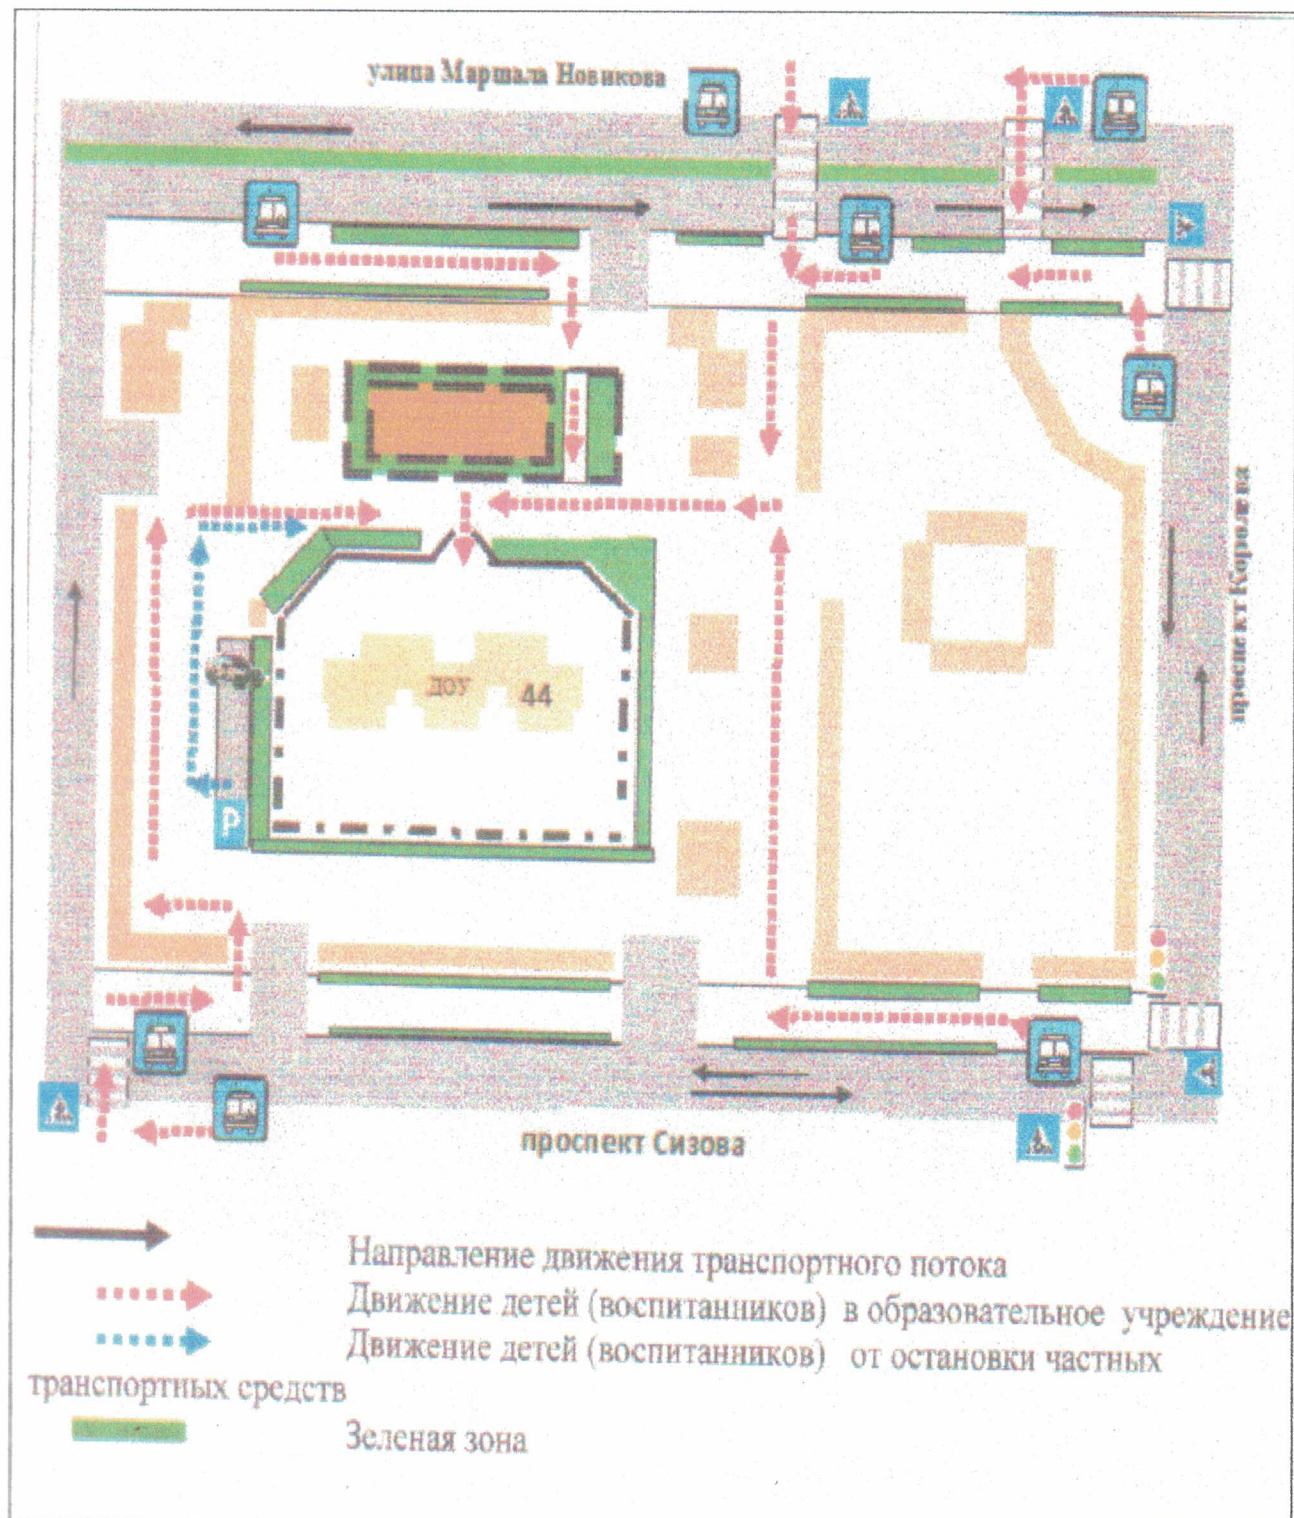 улица Маршала Новикова
проспект Королева
ДОУ 44
P
проспект Сизова
Направление движения транспортного потока
Движение детей (воспитанников) в образовательное учреждение
Движение детей (воспитанников) от остановки частных
транспортных средств
Зеленая зона